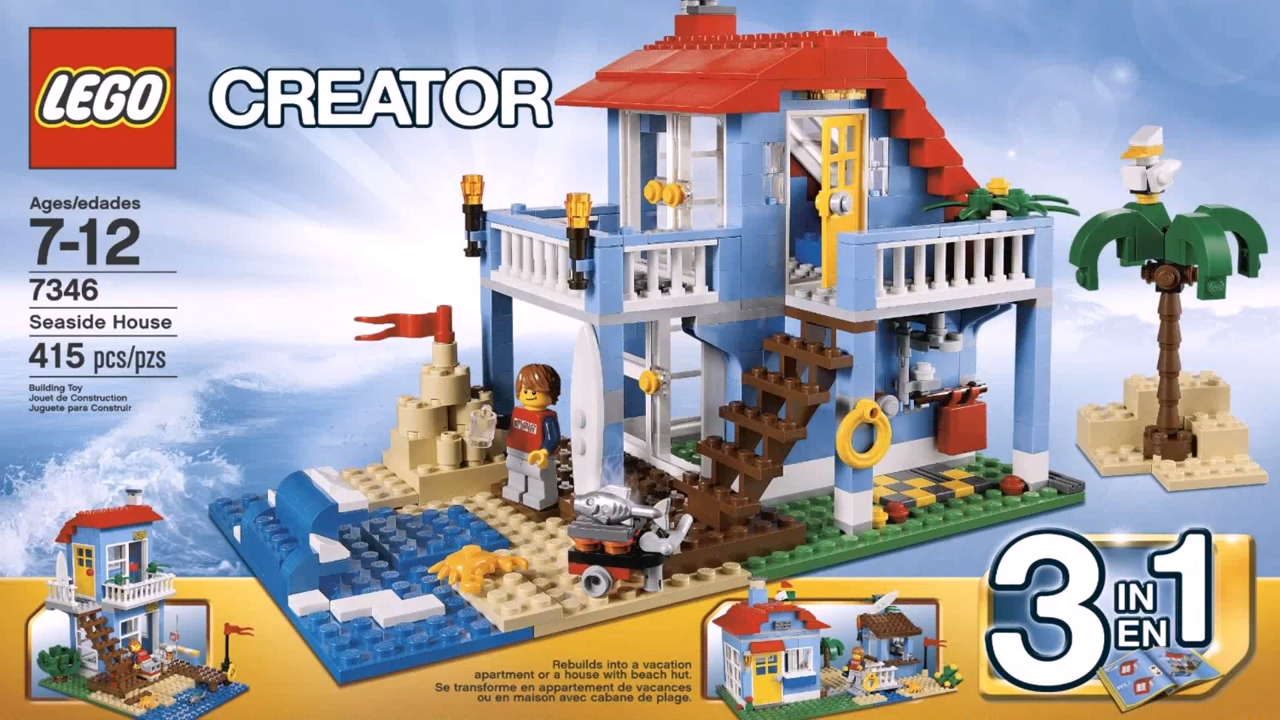 LEGO
CREATOR
Ages/edades
7-12
7346
Seaside House
415 pcs/pzs
Building Toy
Jouet de Construction
Juguete para Construir
Rebuilds into a vacation
apartment or a house with beach hut.
Se transforme en appartement de vacances
ou en maison avec cabane de plage.
3 IN 1
EN